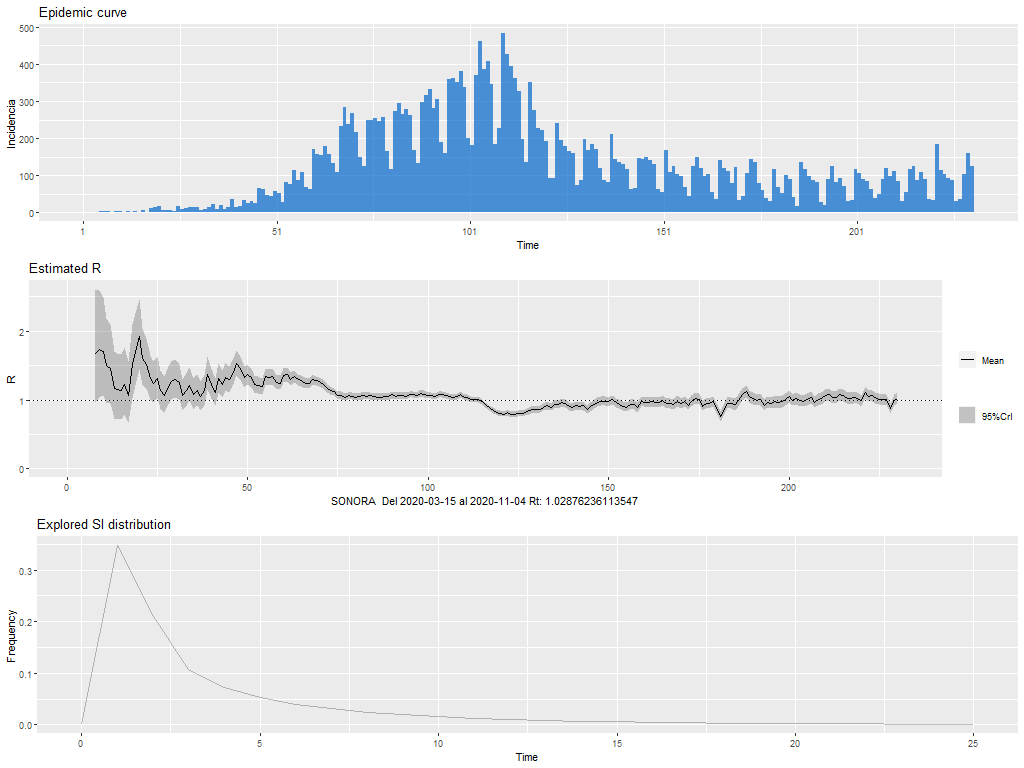 Epidemic curve
500
400
300
200
100
0
Incidencia
1 51 101 151 201
Time
Estimated R
2
1
0
R
Mean
95%CrI
0 50 100 150 200
SONORA Del 2020-03-15 al 2020-11-04 Rt: 1.02876236113547
Explored SI distribution
0.3
0.2
0.1
0.0
Frequency
0 5 10 15 20 25
Time